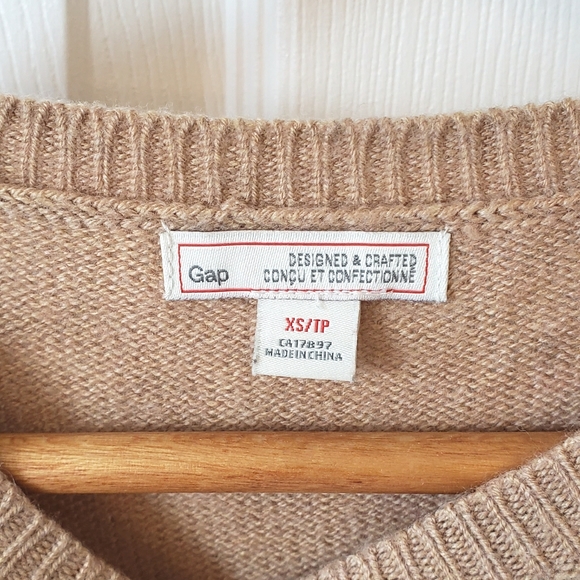 Gap
DESIGNED & CRAFTED
CONÇU ET CONFECTIONNÉ
XS/TP
CA17897
MADE IN CHINA